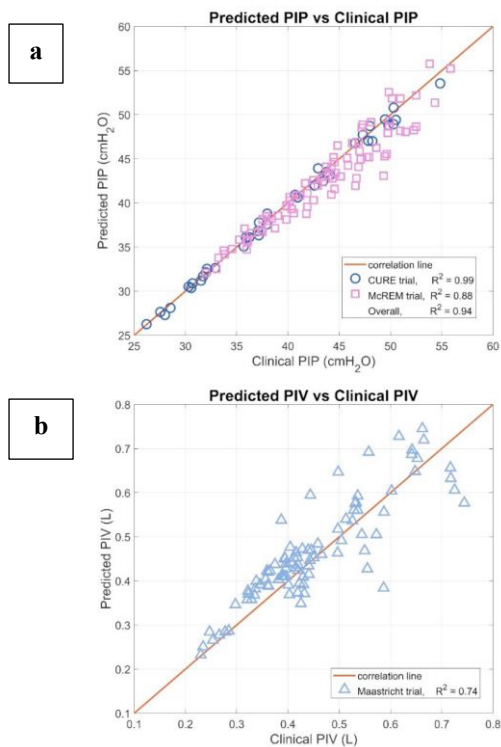 a
Predicted PIP vs Clinical PIP
60
55
50
45
40
35
30
25
Predicted PIP (cmH2O)
correlation line
CURE trial, R² = 0.99
McREM trial, R² = 0.88
Overall, R² = 0.94
25 30 35 40 45 50 55 60
Clinical PIP (cmH2O)
b
Predicted PIV vs Clinical PIV
0.8
0.7
0.6
0.5
0.4
0.3
0.2
0.1
Predicted PIV (L)
correlation line
Maastricht trial, R² = 0.74
0.1 0.2 0.3 0.4 0.5 0.6 0.7 0.8
Clinical PIV (L)